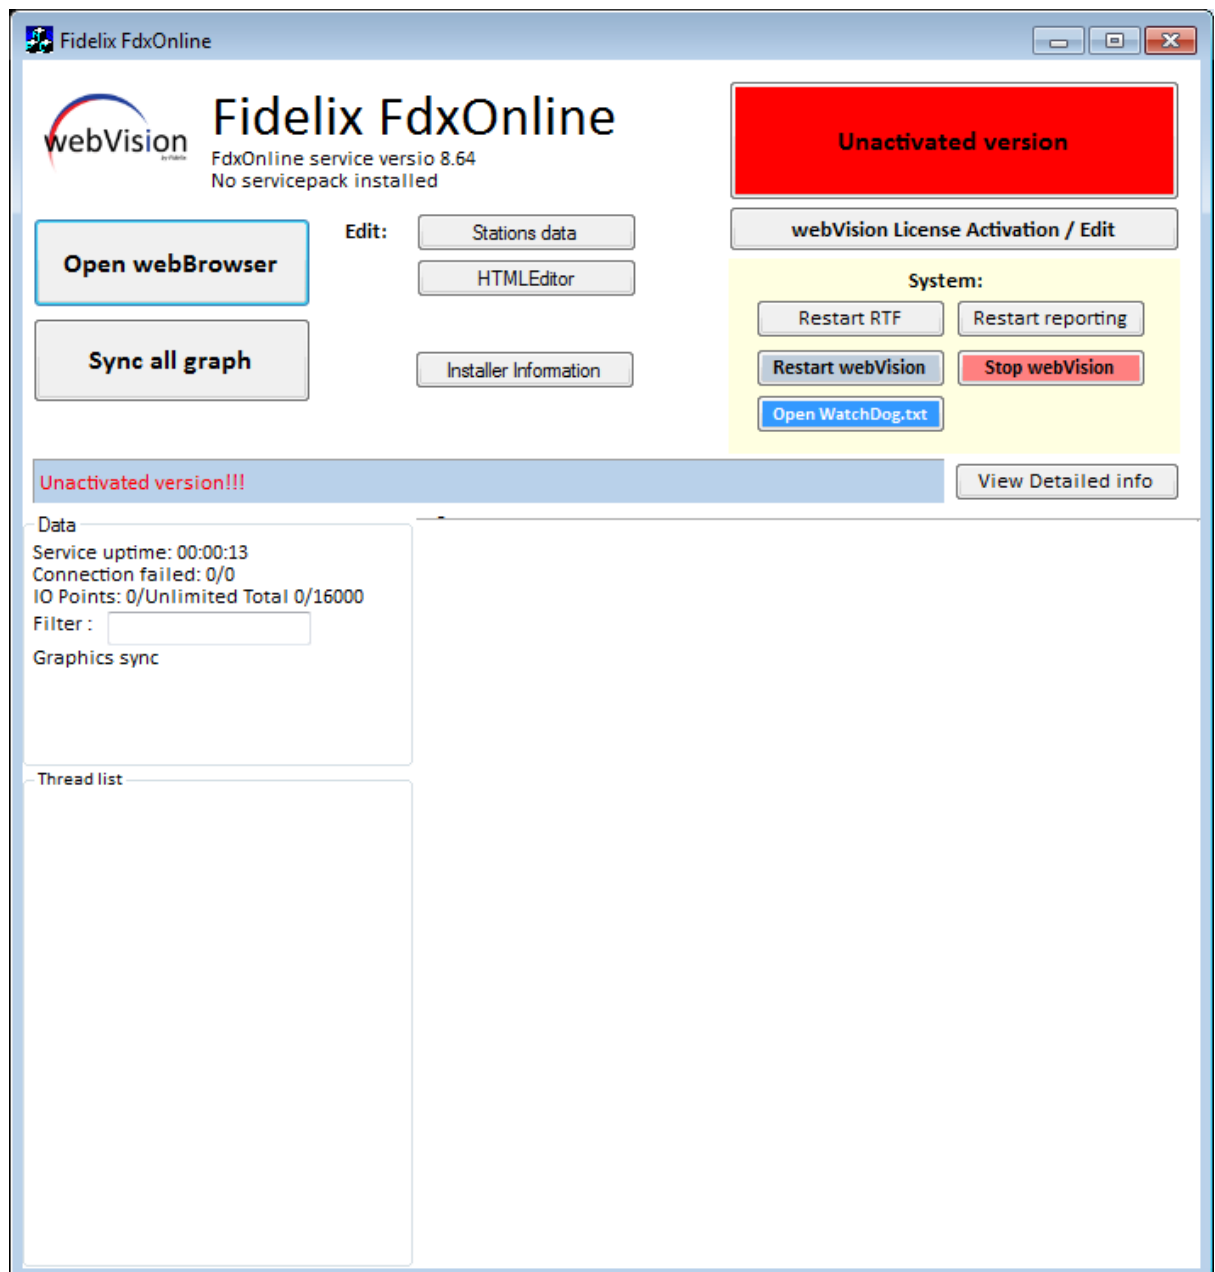 Fidelix FdxOnline
webVision
by Fidelix
Fidelix FdxOnline
FdxOnline service versio 8.64
No servicepack installed
Unactivated version
webVision License Activation / Edit
Open webBrowser
Edit:
Stations data
HTMLEditor
Sync all graph
Installer Information
System:
Restart RTF
Restart reporting
Restart webVision
Stop webVision
Open WatchDog.txt
Unactivated version!!!
View Detailed info
Data
Service uptime: 00:00:13
Connection failed: 0/0
IO Points: 0/Unlimited Total 0/16000
Filter :
Graphics sync
Thread list